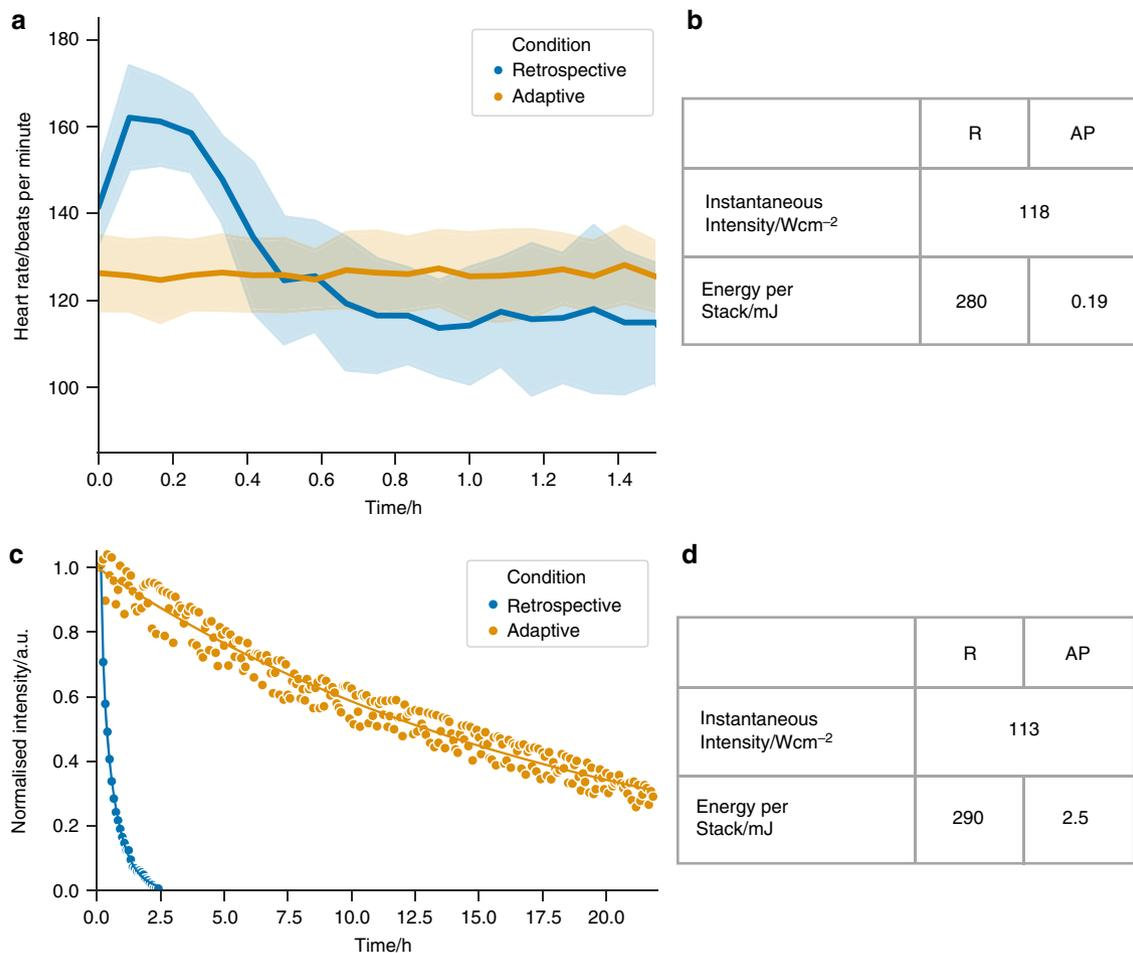 a
180
160
140
120
100
Heart rate/beats per minute
0.0 0.2 0.4 0.6 0.8 1.0 1.2 1.4
Time/h
Condition
Retrospective
Adaptive
b
R AP
Instantaneous
Intensity/Wcm⁻²
118
Energy per
Stack/mJ
280 0.19
c
1.0
0.8
0.6
0.4
0.2
0.0
Normalised intensity/a.u.
0.0 2.5 5.0 7.5 10.0 12.5 15.0 17.5 20.0
Time/h
Condition
Retrospective
Adaptive
d
R AP
Instantaneous
Intensity/Wcm⁻²
113
Energy per
Stack/mJ
290 2.5